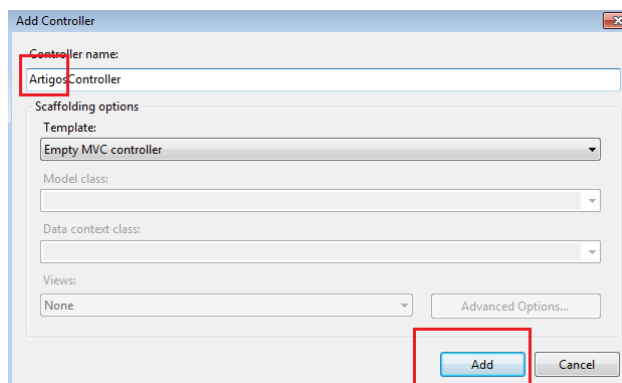 Add Controller
Controller name:
ArtigosController
Scaffolding options
Template:
Empty MVC controller
Model class:
Data context class:
Views:
None
Advanced Options...
Add
Cancel